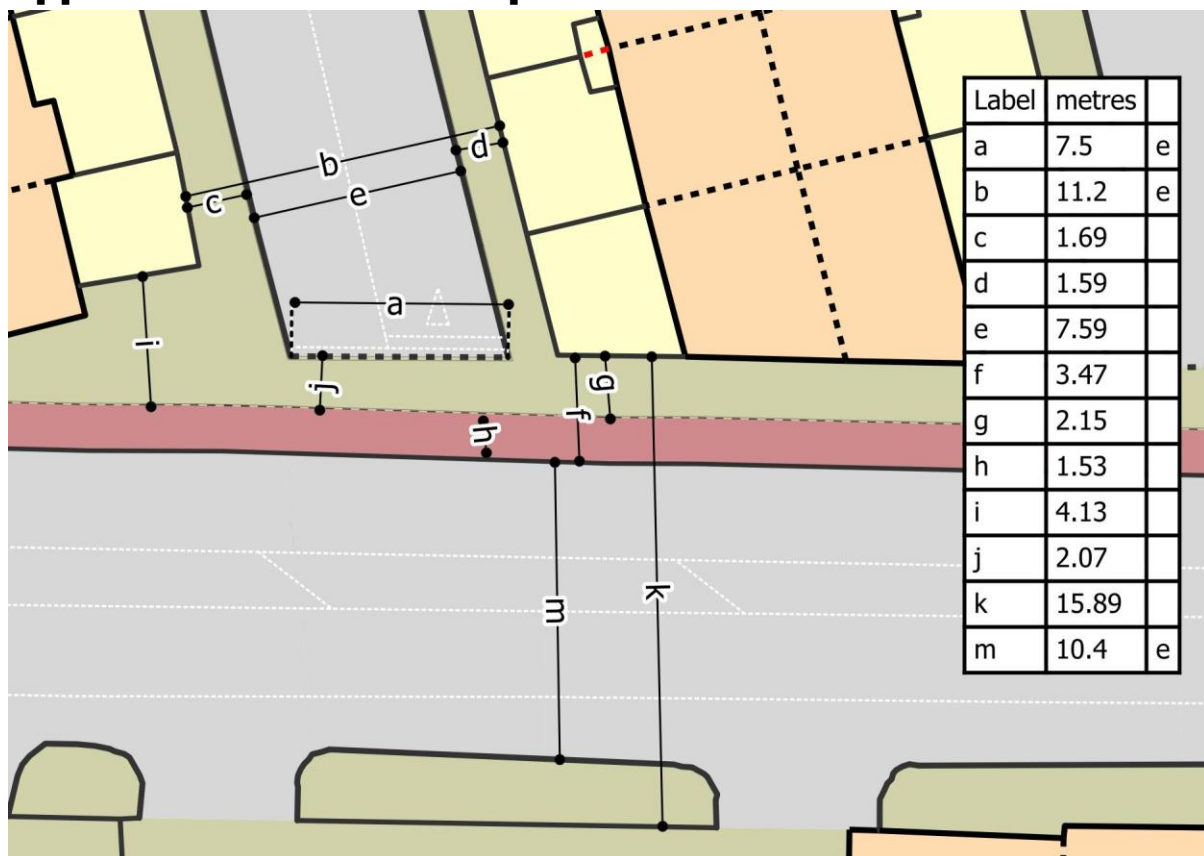 b
d
c
e
a
i
j
g
f
h
m
k
Label metres
a 7.5 e
b 11.2 e
c 1.69
d 1.59
e 7.59
f 3.47
g 2.15
h 1.53
i 4.13
j 2.07
k 15.89
m 10.4 e